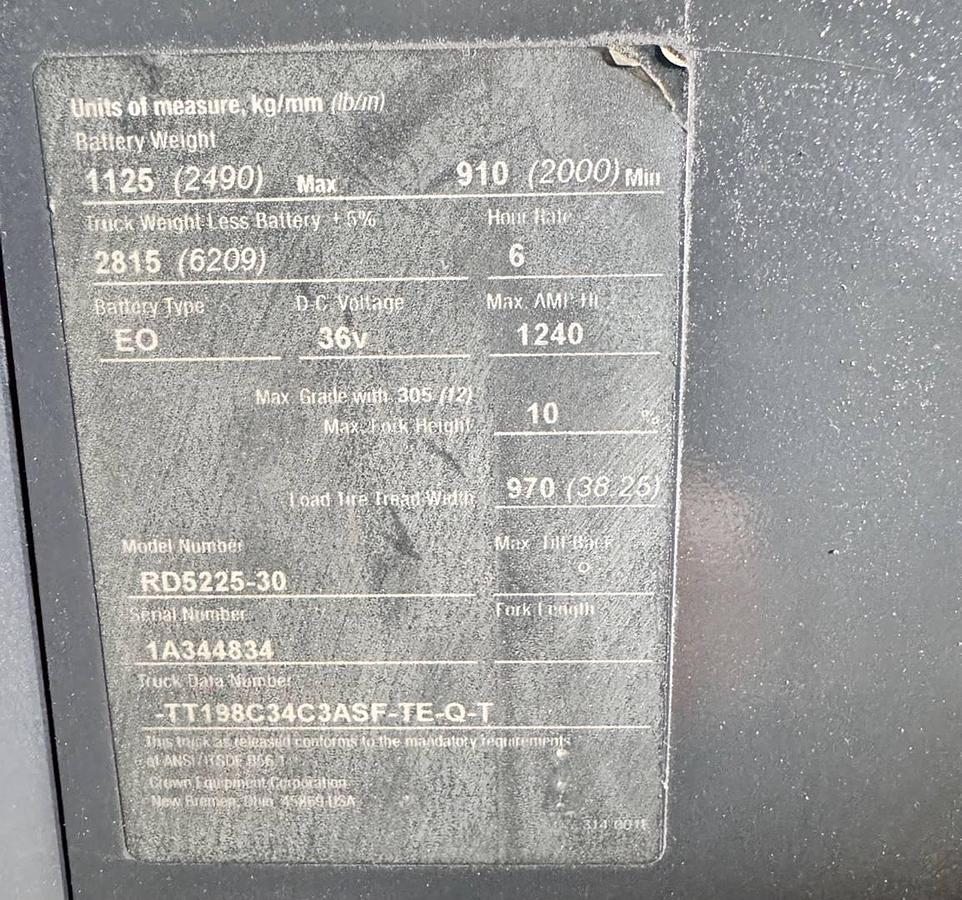 Units of measure, kg/mm (lb/in)
Battery Weight
1125 (2490) Max 910 (2000) Min
Truck Weight Less Battery ± 5% Hour Rate
2815 (6209) 6
Battery Type D-C Voltage Max. AMP Hr.
EO 36v 1240
Max. Grade with 305 (12)
Max. Fork Height 10 %
Load Tire Tread Width 970 (38.25)
Model Number Max. Tilt Back
RD5225-30 °
Serial Number Fork Length
1A344834
Truck Data Number
-TT198C34C3ASF-TE-Q-T
This truck as released conforms to the mandatory requirements
of ANSI/ITSDF B56.1
Crown Equipment Corporation
New Bremen, Ohio 45869 USA